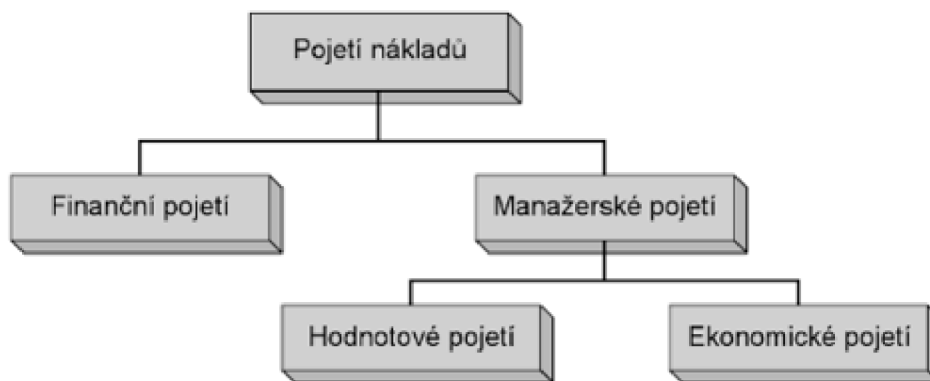 Pojetí nákladů
Finanční pojetí
Manažerské pojetí
Hodnotové pojetí
Ekonomické pojetí